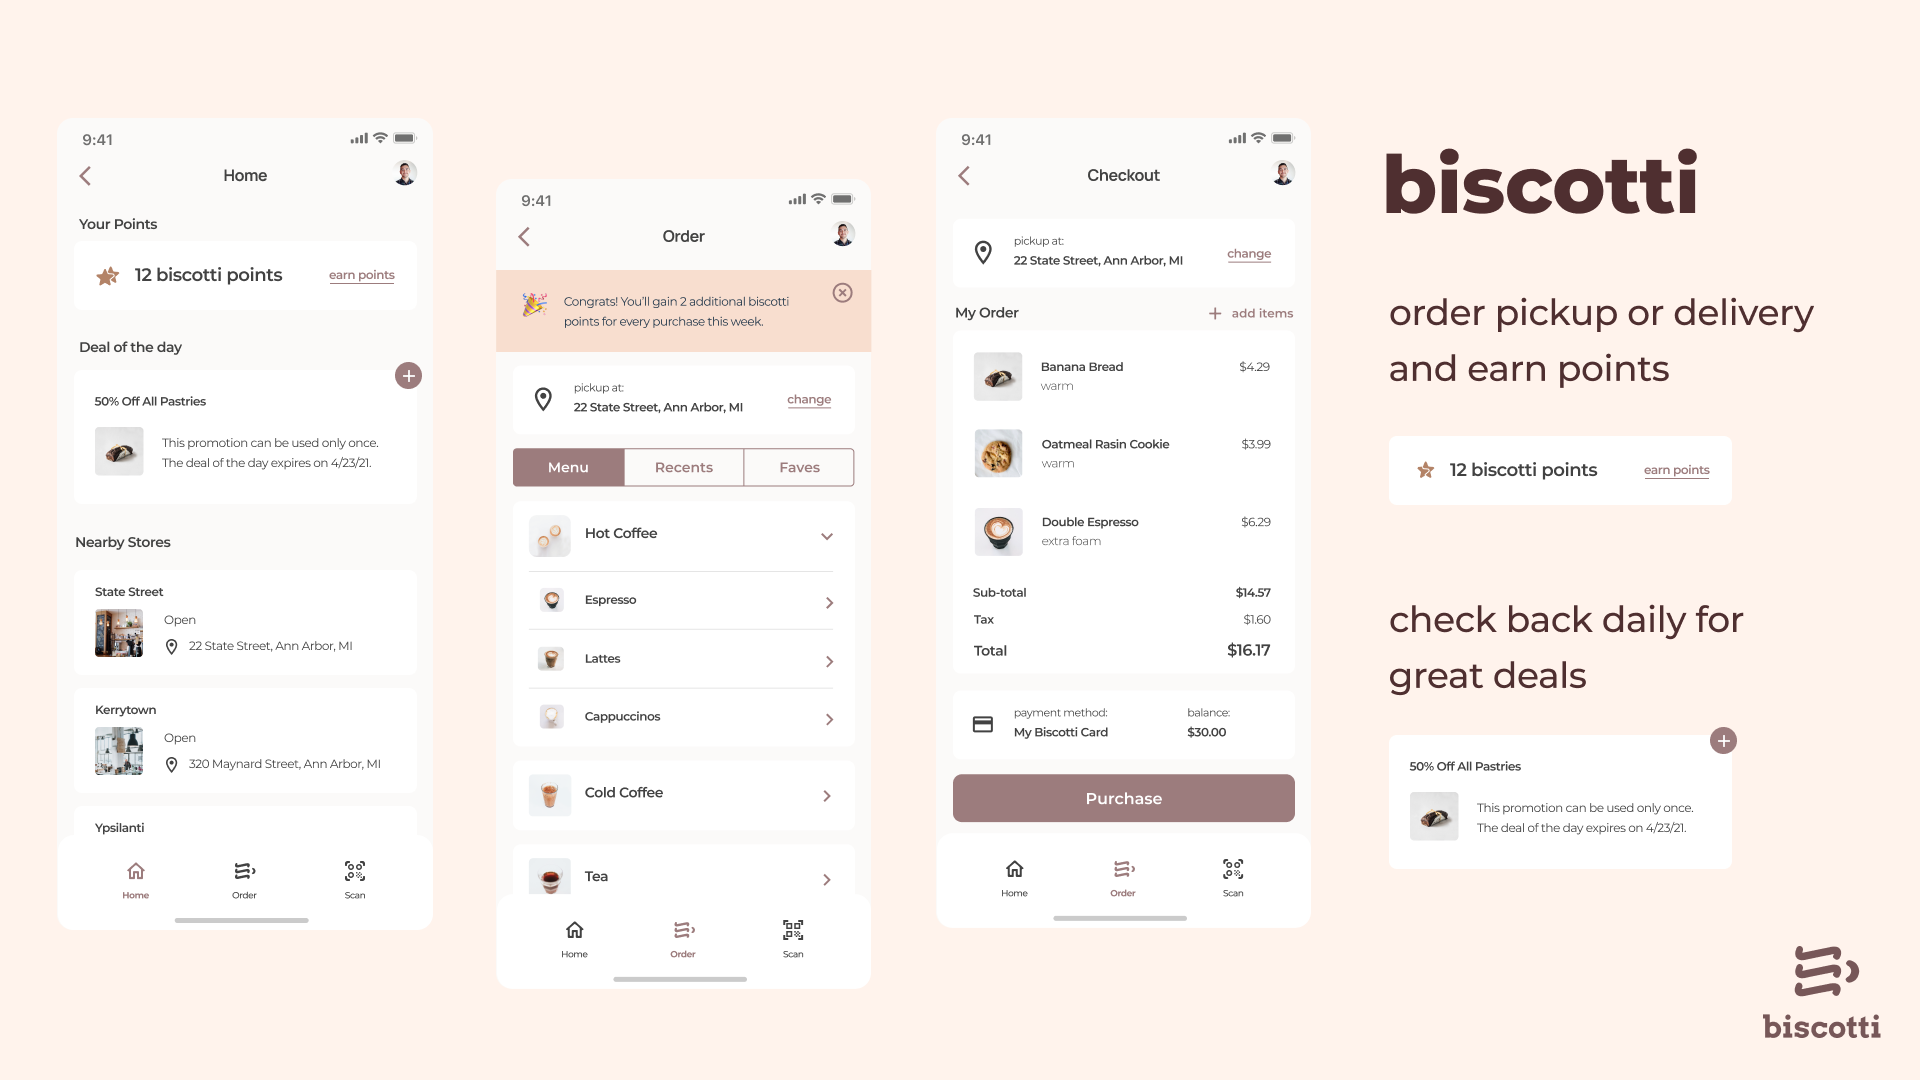 9:41
Home
Your Points
12 biscotti points
earn points
Deal of the day
50% Off All Pastries
This promotion can be used only once.
The deal of the day expires on 4/23/21.
Nearby Stores
State Street
Open
22 State Street, Ann Arbor, MI
Kerrytown
Open
320 Maynard Street, Ann Arbor, MI
Ypsilanti
Home
Order
Scan
9:41
Order
Congrats! You'll gain 2 additional biscotti
points for every purchase this week.
pickup at:
22 State Street, Ann Arbor, MI
change
Menu
Recents
Faves
Hot Coffee
Espresso
Lattes
Cappuccinos
Cold Coffee
Tea
Home
Order
Scan
9:41
Checkout
pickup at:
22 State Street, Ann Arbor, MI
change
My Order
add items
Banana Bread
$4.29
warm
Oatmeal Rasin Cookie
$3.99
warm
Double Espresso
$6.29
extra foam
Sub-total
$14.57
Tax
$1.60
Total
$16.17
payment method:
My Biscotti Card
balance:
$30.00
Purchase
Home
Order
Scan
biscotti
order pickup or delivery
and earn points
12 biscotti points
earn points
check back daily for
great deals
50% Off All Pastries
This promotion can be used only once.
The deal of the day expires on 4/23/21.
biscotti